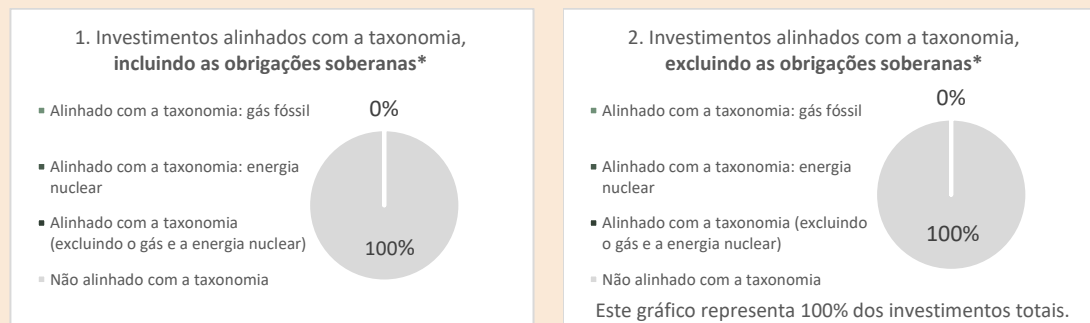 1. Investimentos alinhados com a taxonomia,
incluindo as obrigações soberanas*
Alinhado com a taxonomia: gás fóssil
Alinhado com a taxonomia: energia
nuclear
Alinhado com a taxonomia
(excluindo o gás e a energia nuclear)
Não alinhado com a taxonomia
0%
100%
2. Investimentos alinhados com a taxonomia,
excluindo as obrigações soberanas*
Alinhado com a taxonomia: gás fóssil
Alinhado com a taxonomia: energia
nuclear
Alinhado com a taxonomia (excluindo
o gás e a energia nuclear)
Não alinhado com a taxonomia
0%
100%
Este gráfico representa 100% dos investimentos totais.